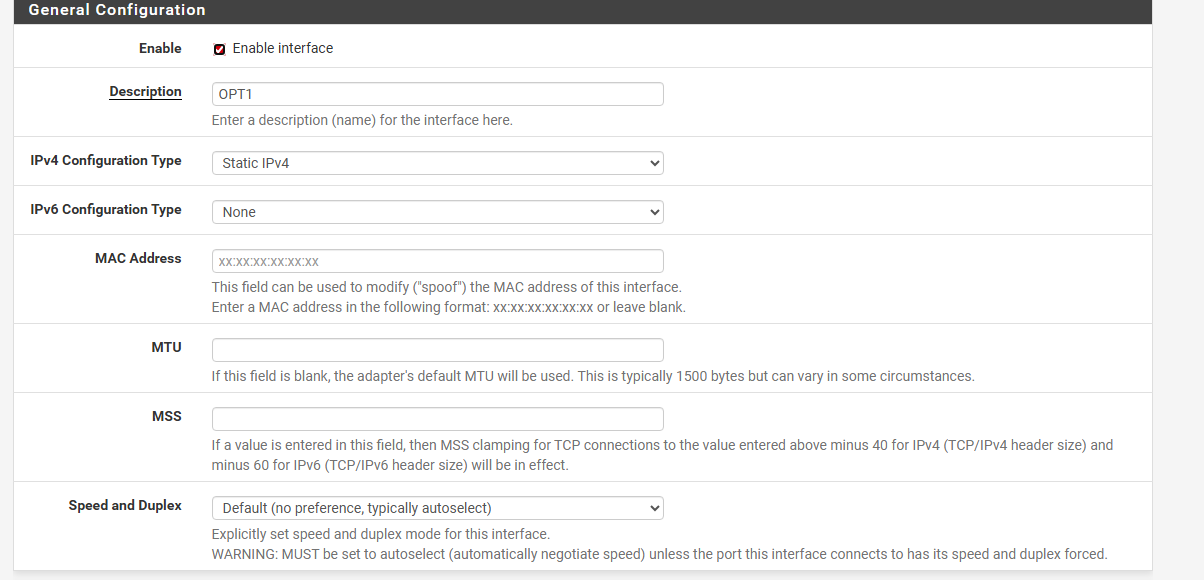 General Configuration
Enable
Enable interface
Description
OPT1
Enter a description (name) for the interface here.
IPv4 Configuration Type
Static IPv4
IPv6 Configuration Type
None
MAC Address
xx:xx:xx:xx:xx:xx
This field can be used to modify ("spoof") the MAC address of this interface.
Enter a MAC address in the following format: xx:xx:xx:xx:xx:xx or leave blank.
MTU
If this field is blank, the adapter's default MTU will be used. This is typically 1500 bytes but can vary in some circumstances.
MSS
If a value is entered in this field, then MSS clamping for TCP connections to the value entered above minus 40 for IPv4 (TCP/IPv4 header size) and
minus 60 for IPv6 (TCP/IPv6 header size) will be in effect.
Speed and Duplex
Default (no preference, typically autoselect)
Explicitly set speed and duplex mode for this interface.
WARNING: MUST be set to autoselect (automatically negotiate speed) unless the port this interface connects to has its speed and duplex forced.